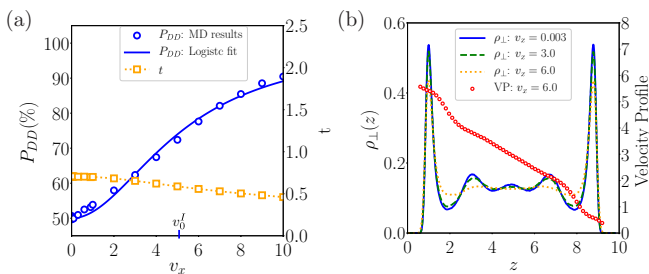 (a)
P_DD: MD results
P_DD: Logistc fit
t
P_DD(%)
100
90
80
70
60
50
2.5
2.0
1.5
1.0
0.5
0.0
t
0 2 4 6 8 10
v_0^I
v_x
(b)
ρ_⊥: v_z = 0.003
ρ_⊥: v_z = 3.0
ρ_⊥: v_z = 6.0
VP: v_x = 6.0
ρ_⊥(z)
0.6
0.4
0.2
0.0
8
7
6
5
4
3
2
1
0
Velocity Profile
2 4 6 8 10
z